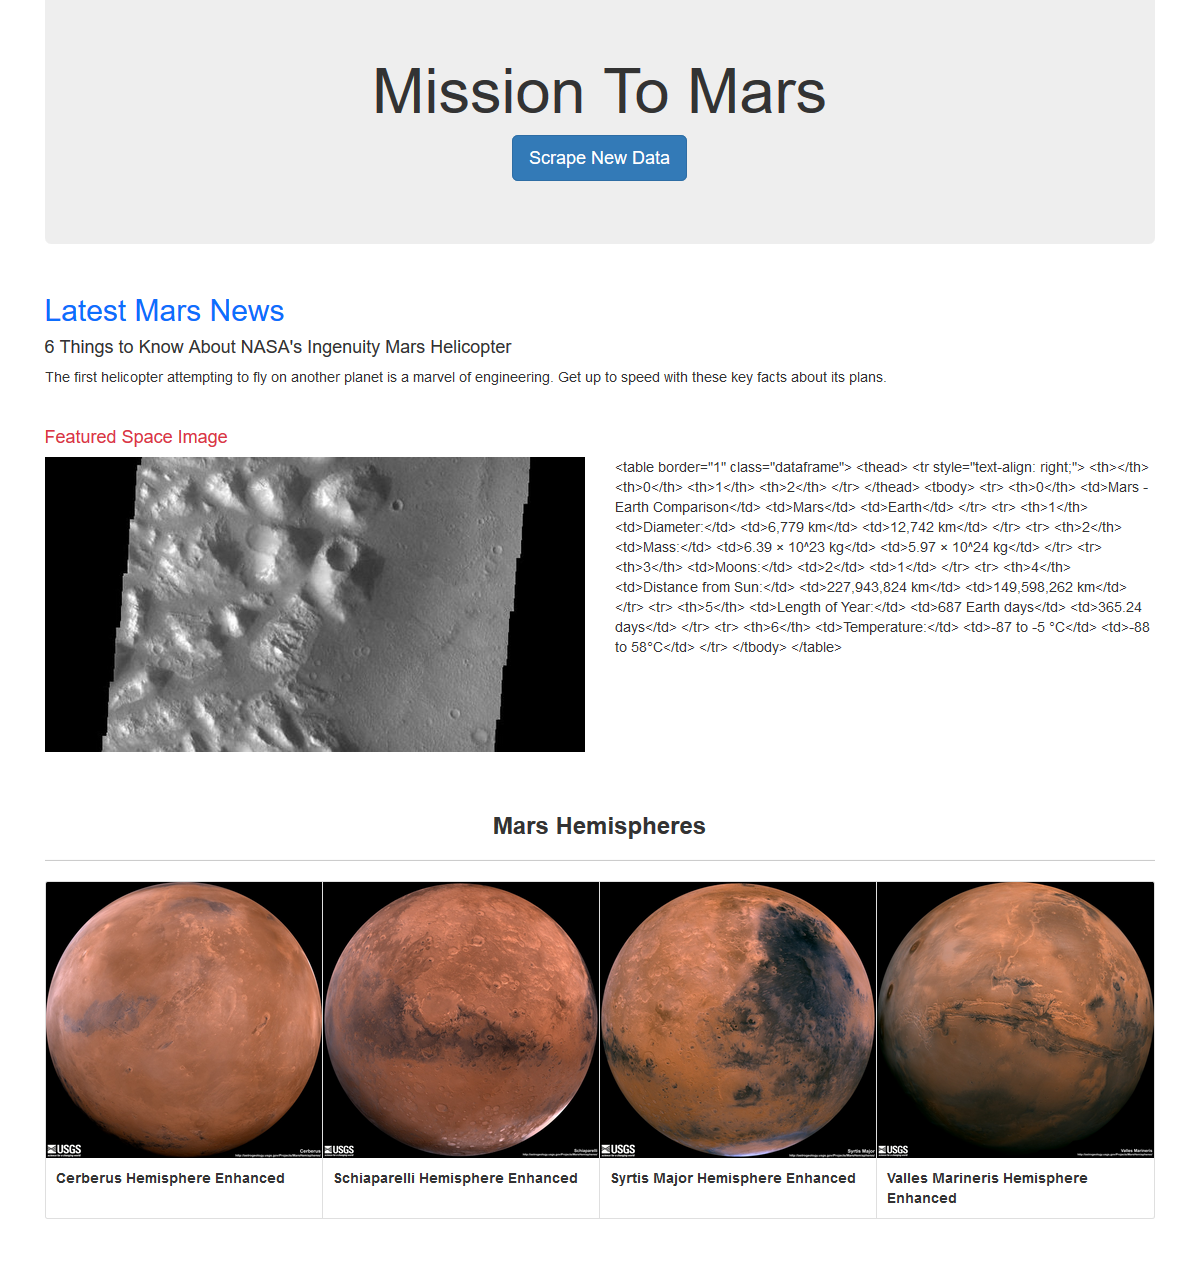 Mission To Mars
Scrape New Data
Latest Mars News
6 Things to Know About NASA's Ingenuity Mars Helicopter
The first helicopter attempting to fly on another planet is a marvel of engineering. Get up to speed with these key facts about its plans.
Featured Space Image
<table border="1" class="dataframe"> <thead> <tr style="text-align: right;"> <th></th>
<th>0</th> <th>1</th> <th>2</th> </tr> </thead> <tbody> <tr> <th>0</th> <td>Mars -
Earth Comparison</td> <td>Mars</td> <td>Earth</td> </tr> <tr> <th>1</th>
<td>Diameter:</td> <td>6,779 km</td> <td>12,742 km</td> </tr> <tr> <th>2</th>
<td>Mass:</td> <td>6.39 × 10^23 kg</td> <td>5.97 × 10^24 kg</td> </tr> <tr>
<th>3</th> <td>Moons:</td> <td>2</td> <td>1</td> </tr> <tr> <th>4</th>
<td>Distance from Sun:</td> <td>227,943,824 km</td> <td>149,598,262 km</td>
</tr> <tr> <th>5</th> <td>Length of Year:</td> <td>687 Earth days</td> <td>365.24
days</td> </tr> <tr> <th>6</th> <td>Temperature:</td> <td>-87 to -5 °C</td> <td>-88
to 58°C</td> </tr> </tbody> </table>
Mars Hemispheres
USGS
Cerberus
USGS
Schiaparelli
USGS
Syrtis Major
USGS
Valles Marineris
Cerberus Hemisphere Enhanced
Schiaparelli Hemisphere Enhanced
Syrtis Major Hemisphere Enhanced
Valles Marineris Hemisphere
Enhanced